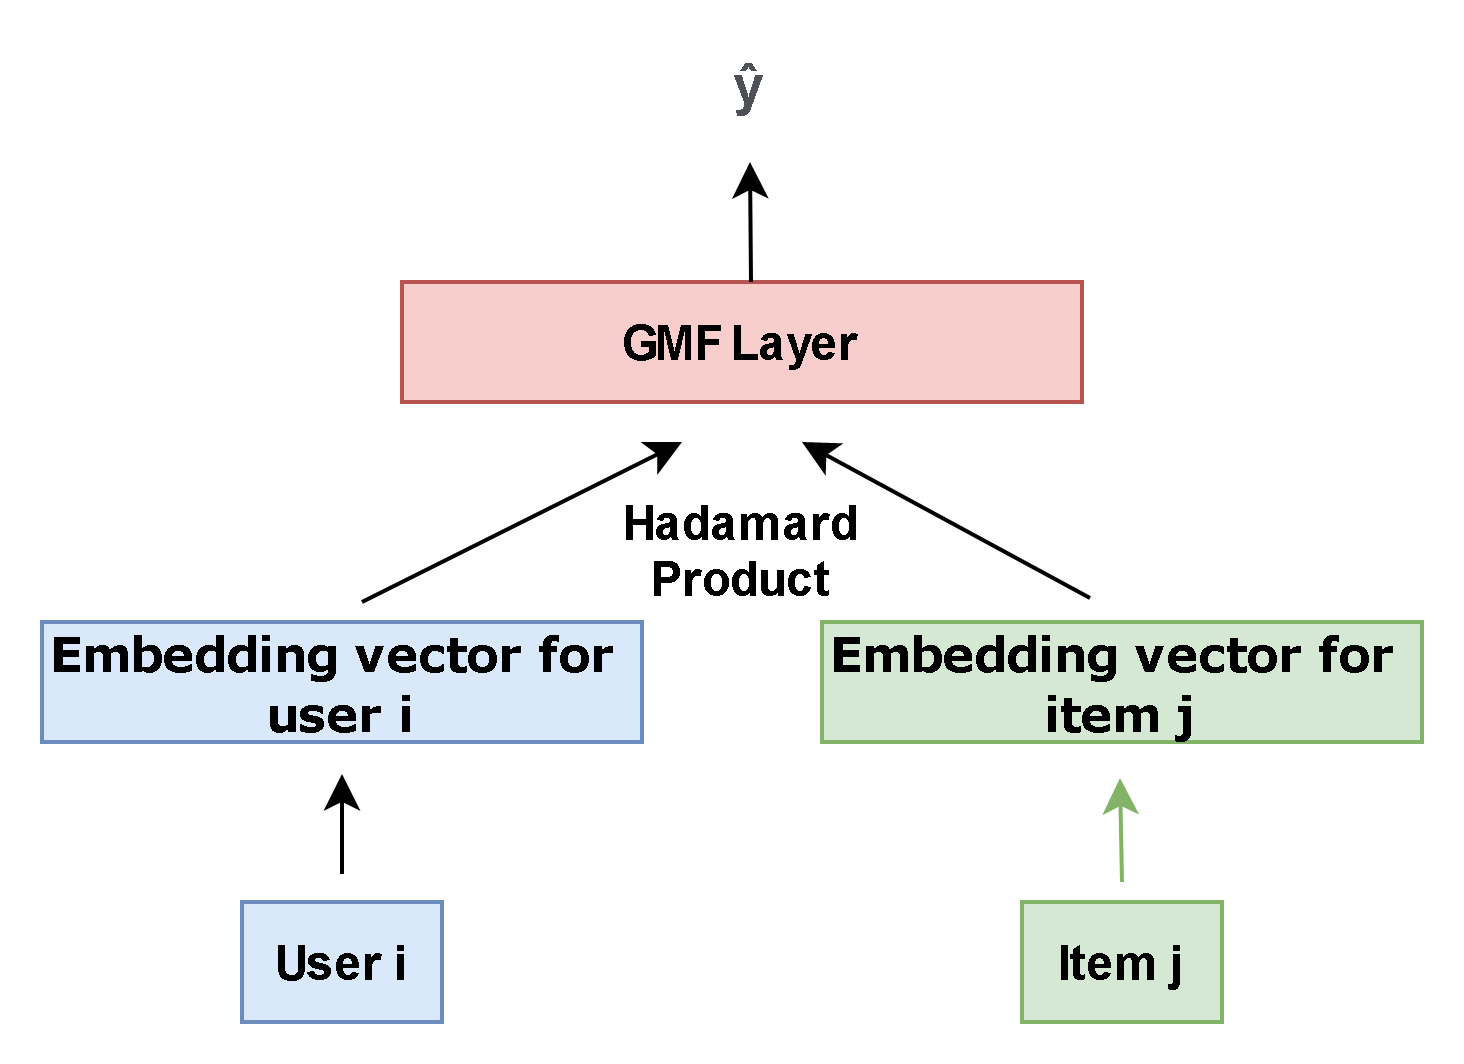 ŷ
GMF Layer
Hadamard
Product
Embedding vector for
user i
Embedding vector for
item j
User i
Item j